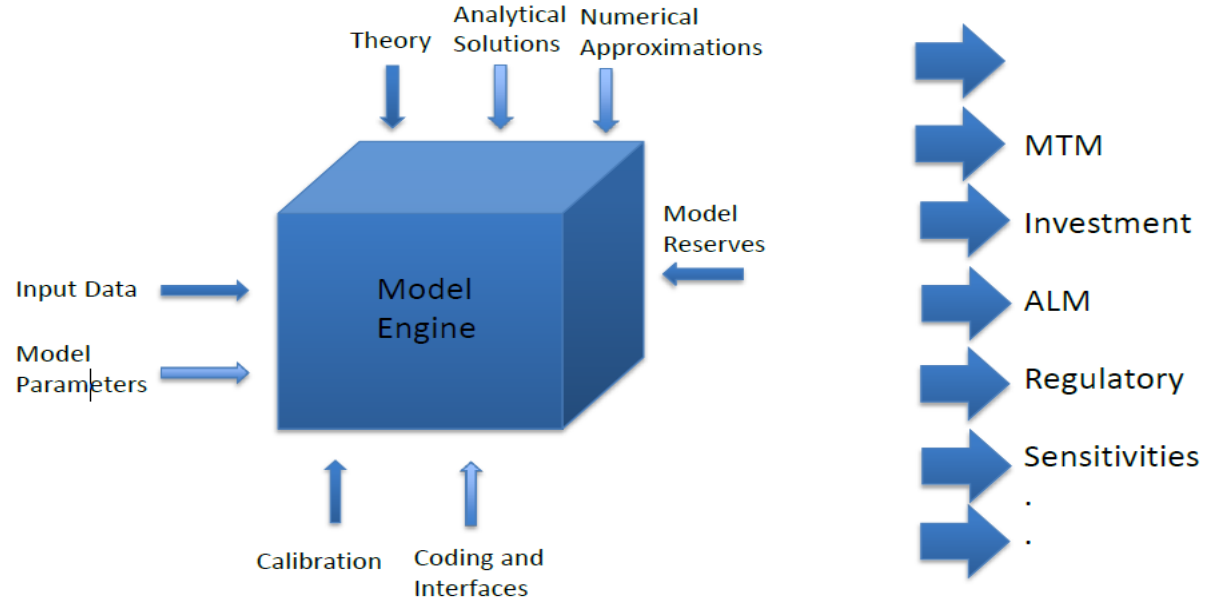 Theory
Analytical
Solutions
Numerical
Approximations
Model
Reserves
Input Data
Model
Parameters
Model
Engine
Calibration
Coding and
Interfaces
MTM
Investment
ALM
Regulatory
Sensitivities
.
.